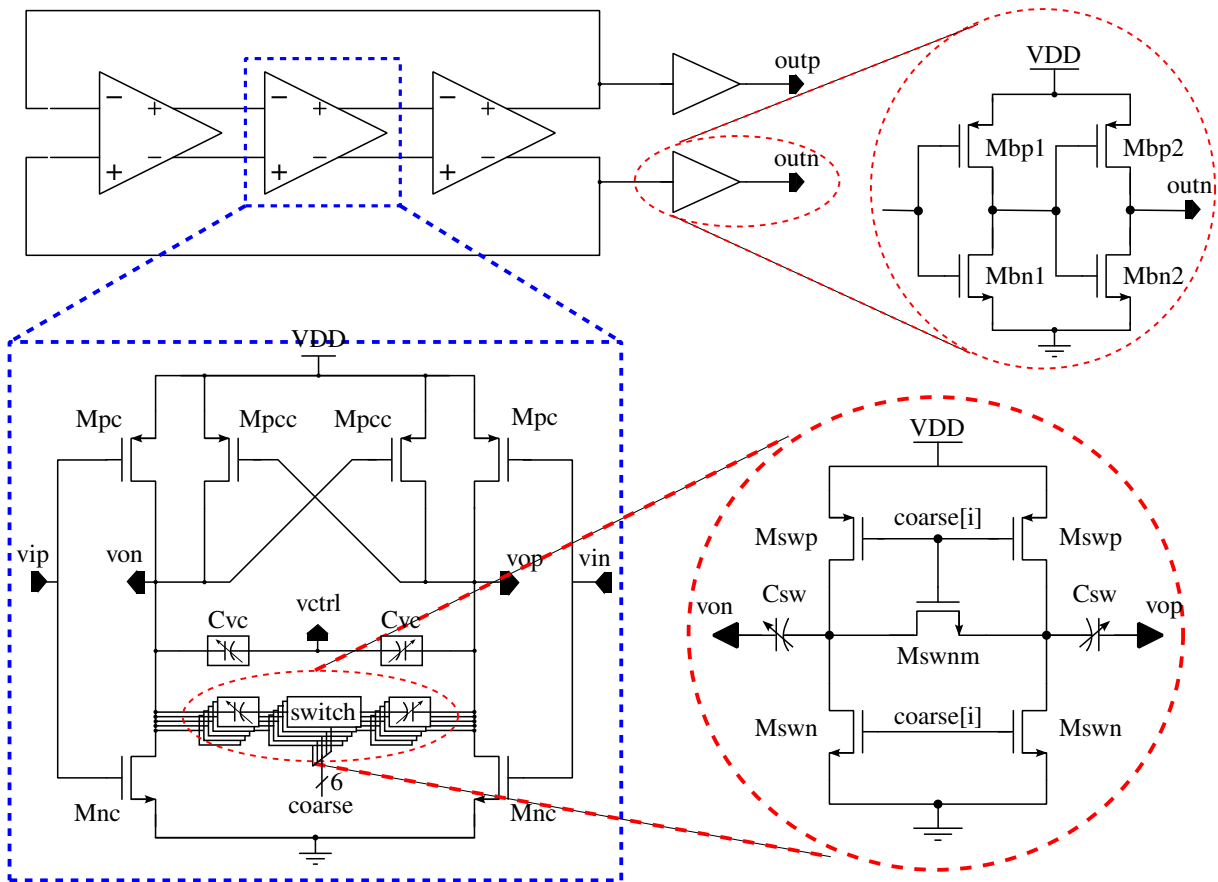 outp
− + − + − +
+ − + − + −
outn
VDD
Mbp1 Mbp2
outn
Mbn1 Mbn2
VDD
Mpc Mpcc Mpcc Mpc
vip von vop vin
vctrl
Cvc Cvc
switch
6
coarse
Mnc Mnc
VDD
coarse[i]
Mswp Mswp
Csw Csw
von vop
Mswnm
Mswn coarse[i] Mswn